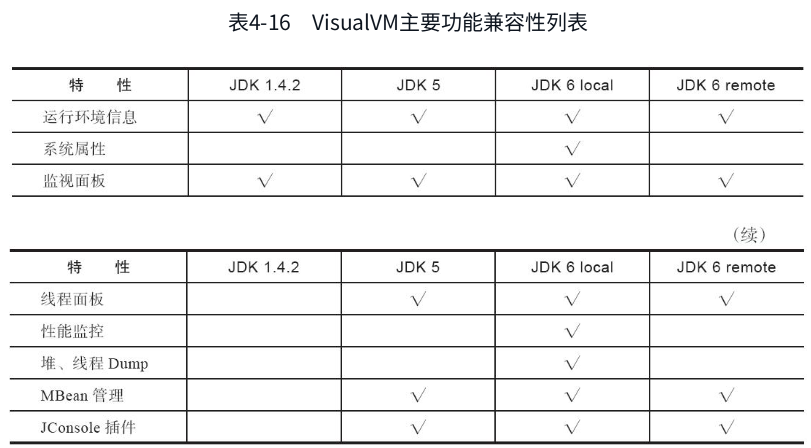 表4-16 VisualVM主要功能兼容性列表
特 性 JDK 1.4.2 JDK 5 JDK 6 local JDK 6 remote
运行环境信息 √ √ √ √
系统属性 √
监视面板 √ √ √ √
（续）
特 性 JDK 1.4.2 JDK 5 JDK 6 local JDK 6 remote
线程面板 √ √ √
性能监控 √
堆、线程 Dump √
MBean 管理 √ √ √
JConsole 插件 √ √ √